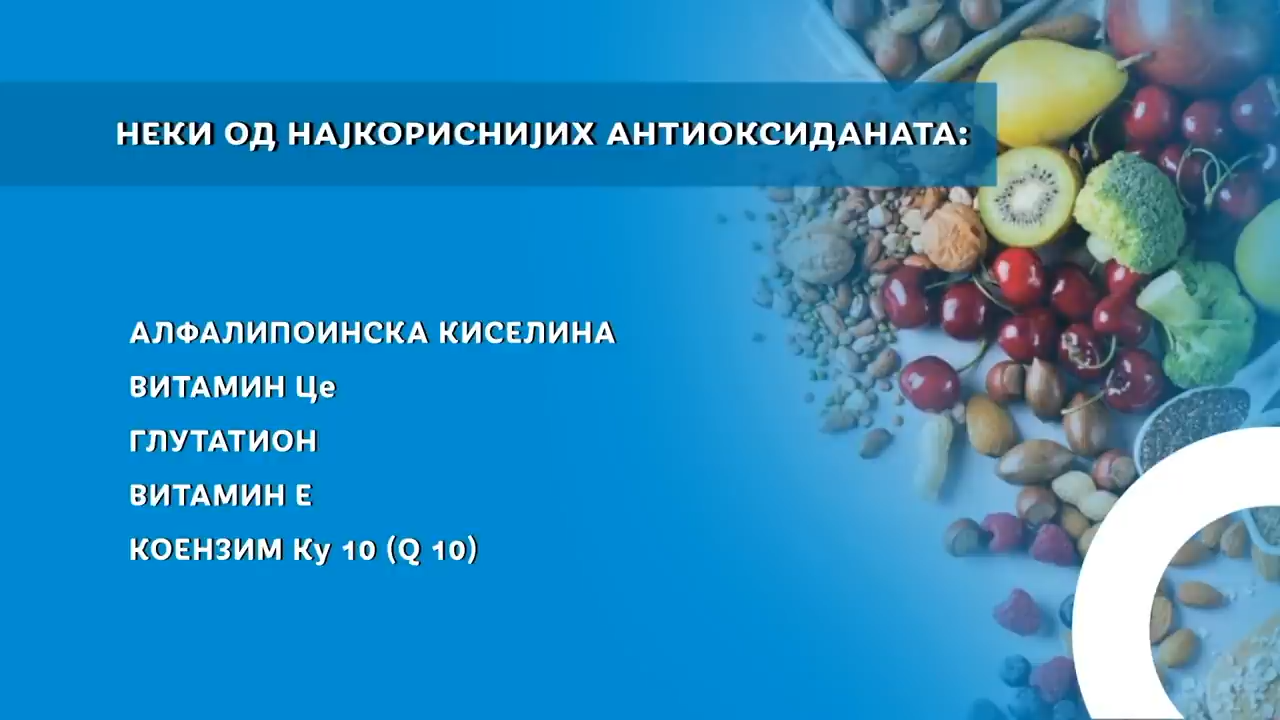 НЕКИ ОД НАЈКОРИСНИЈИХ АНТИОКСИДАНАТА:
АЛФАЛИПОИНСКА КИСЕЛИНА
ВИТАМИН Це
ГЛУТАТИОН
ВИТАМИН Е
КОЕНЗИМ Ку 10 (Q 10)